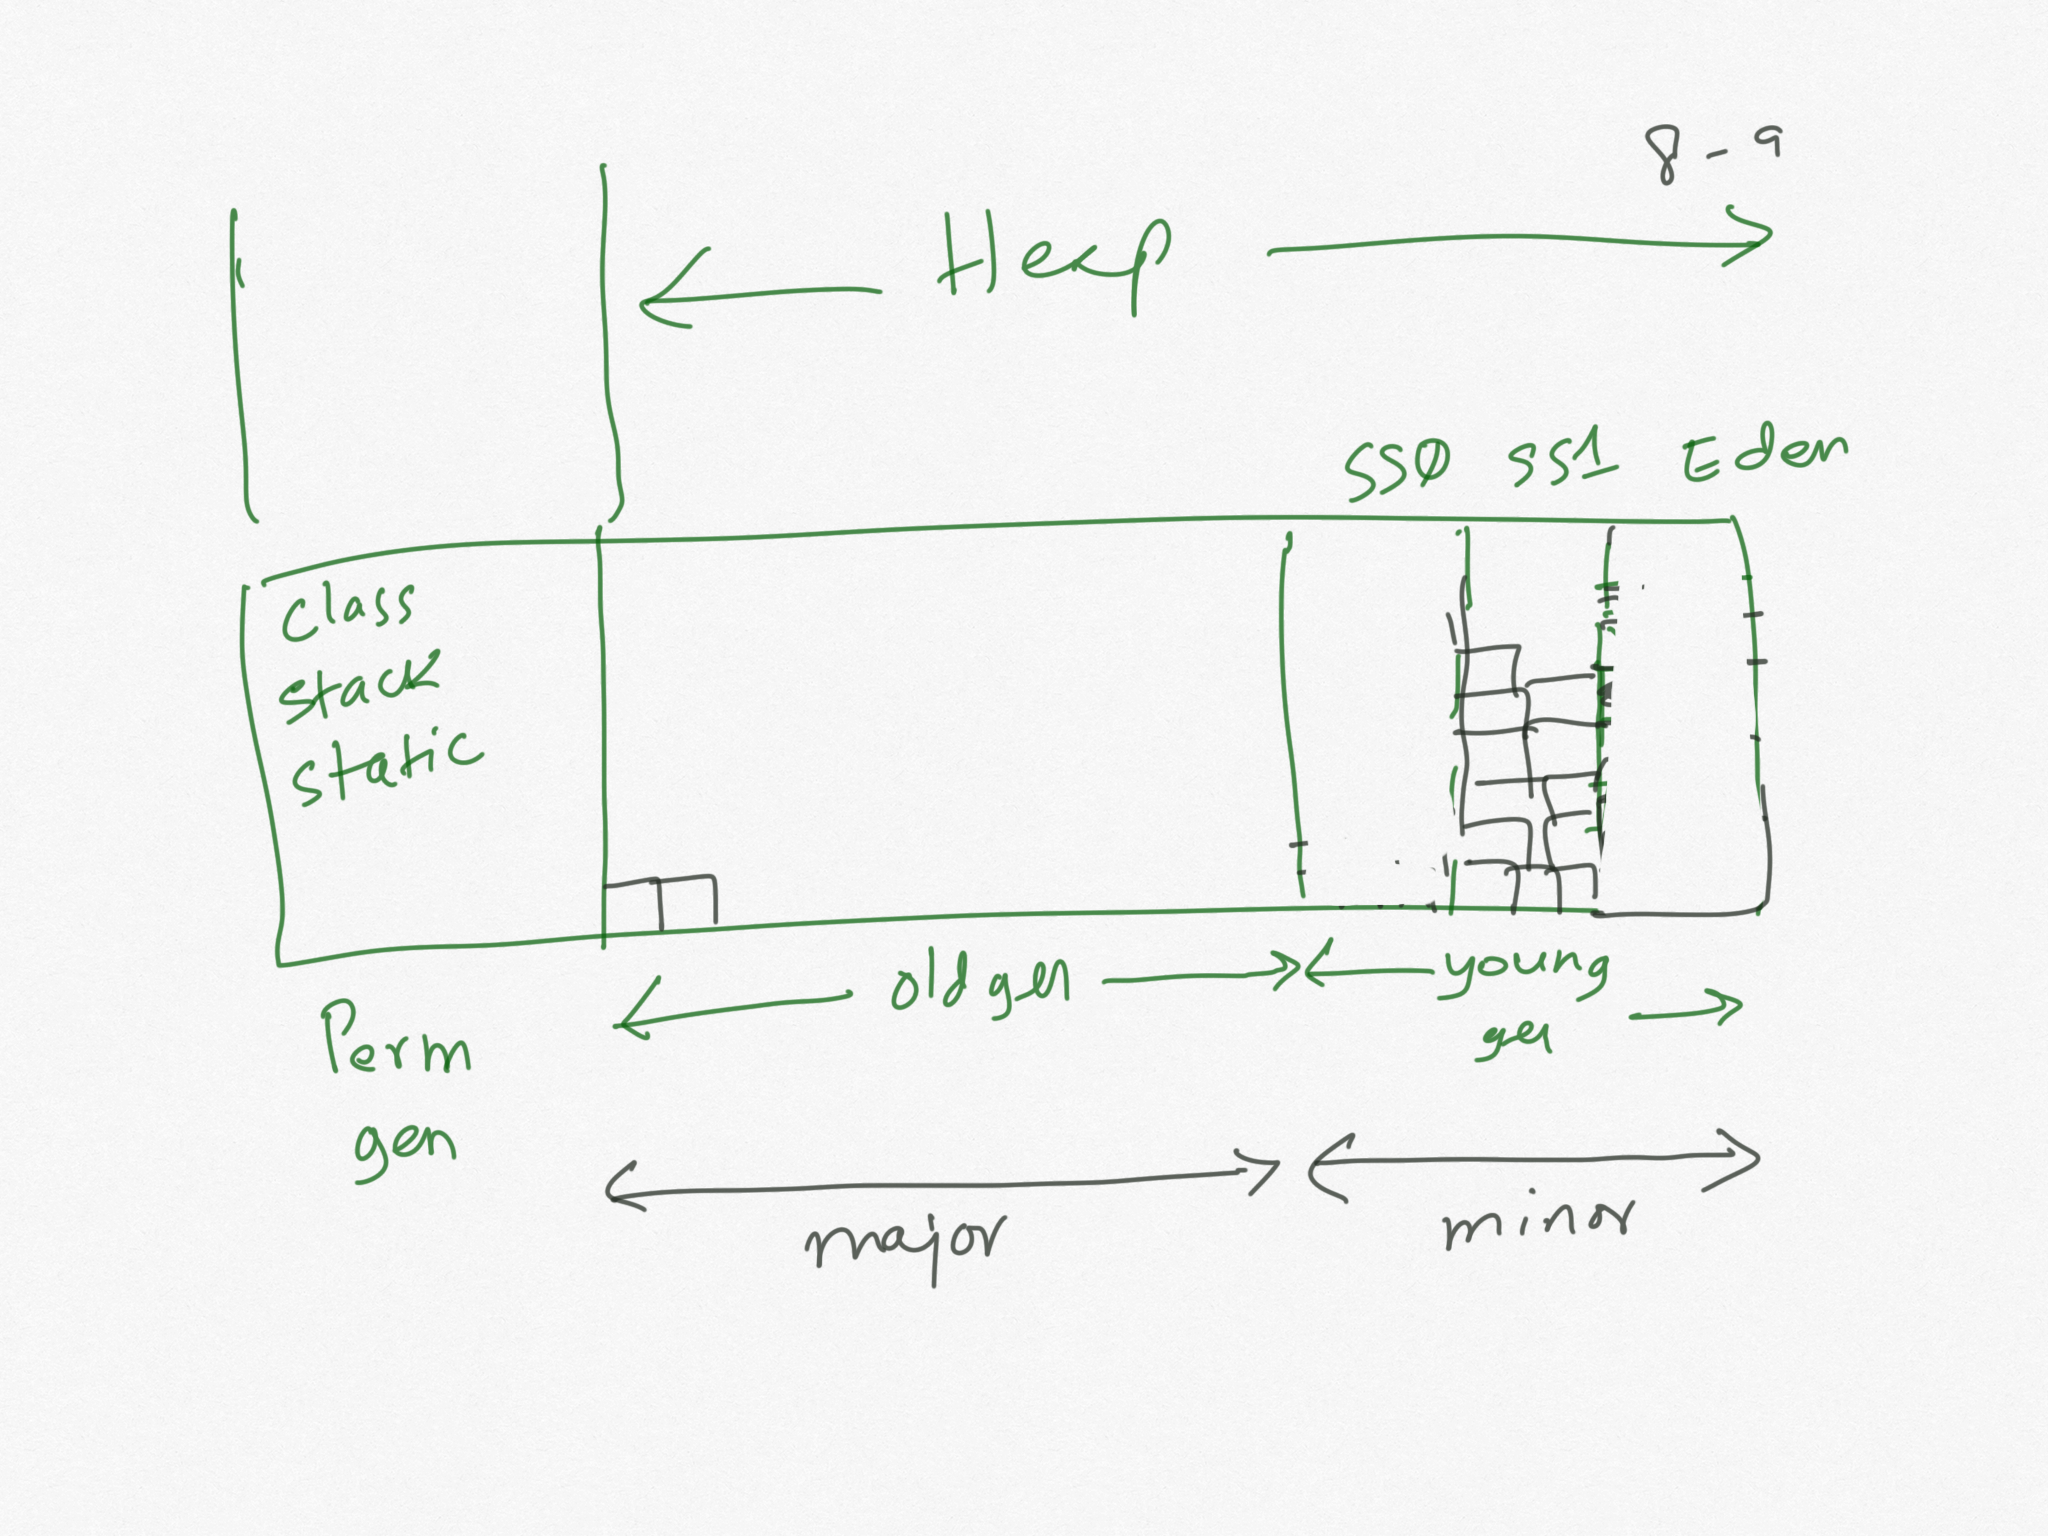 8 - 9
Heap
SS0 SS1 Eden
class
stack
static
old gen
young
gen
Perm
gen
major
minor